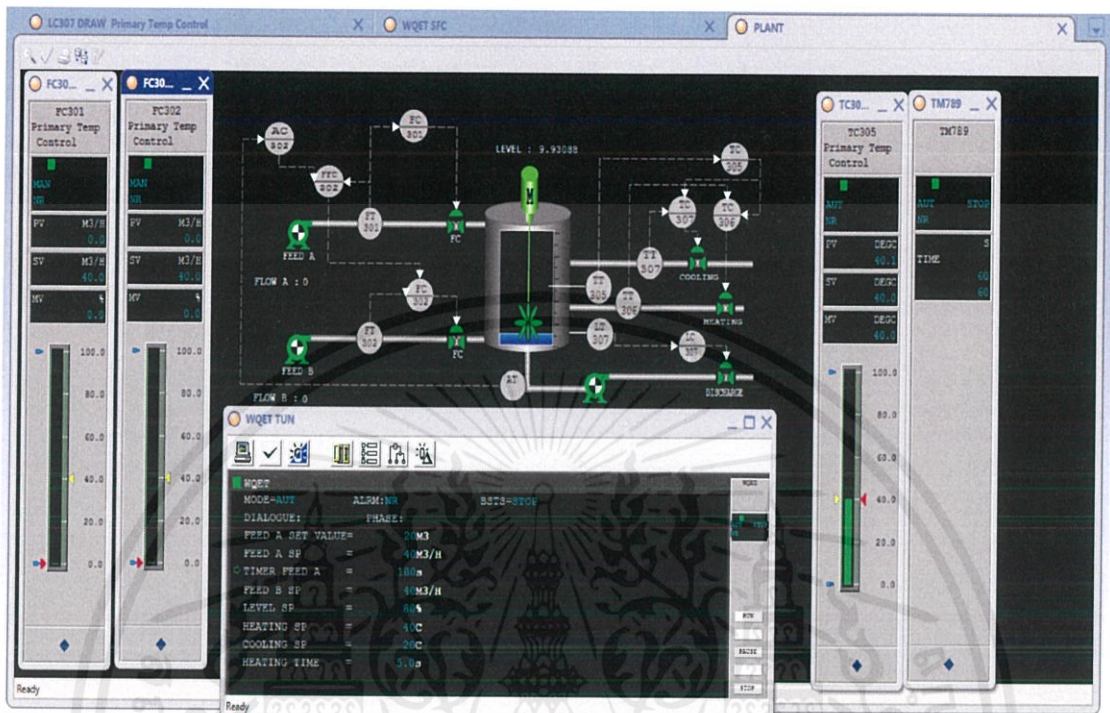 LC307 DRAW Primary Temp Control
WQET SFC
PLANT
FC30...
FC301
Primary Temp
Control
MAN
NR
PV M3/H
0.0
SV M3/H
40.0
MV %
0.0
100.0
80.0
60.0
40.0
20.0
0.0
FC30...
FC302
Primary Temp
Control
MAN
NR
PV M3/H
0.0
SV M3/H
40.0
MV %
0.0
100.0
80.0
60.0
40.0
20.0
0.0
AC
302
FFC
302
FC
301
FT
301
FEED A
FLOW A : 0
FC
FC
302
FT
302
FEED B
FLOW B : 0
FC
LEVEL : 9.93088
M
TC
305
TC
307
TC
306
TT
307
COOLING
TT
305
TT
306
HEATING
LT
307
LC
307
DISCHARGE
AT
TC30...
TC305
Primary Temp
Control
AUT
NR
PV DEGC
40.1
SV DEGC
40.0
MV DEGC
40.0
100.0
80.0
60.0
40.0
20.0
0.0
TM789
TM789
AUT STOP
NR
S
TIME
60
60
WQET TUN
WQET
MODE=AUT ALRM:NR BSTS=STOP
DIALOGUE: PHASE:
FEED A SET VALUE= 20M3
FEED A SP = 40M3/H
TIMER FEED A = 100s
FEED B SP = 40M3/H
LEVEL SP = 80%
HEATING SP = 40C
COOLING SP = 20C
HEATING TIME = 5.0s
WQET
RUN
PAUSE
STOP
Ready
Ready